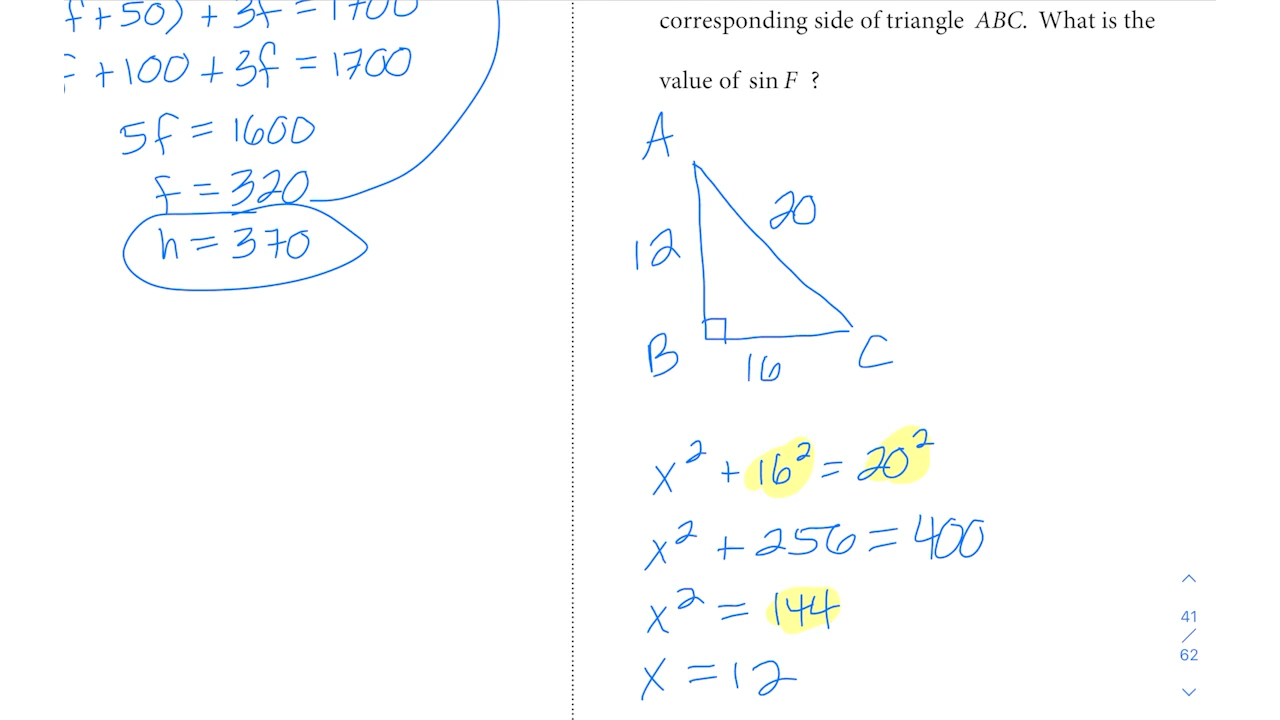 f + 50) + 3f = 1700
f + 100 + 3f = 1700
5f = 1600
f = 320
h = 370
corresponding side of triangle ABC. What is the
value of sin F ?
A
20
12
B
C
16
x² + 16² = 20²
x² + 256 = 400
x² = 144
x = 12
41
/
62